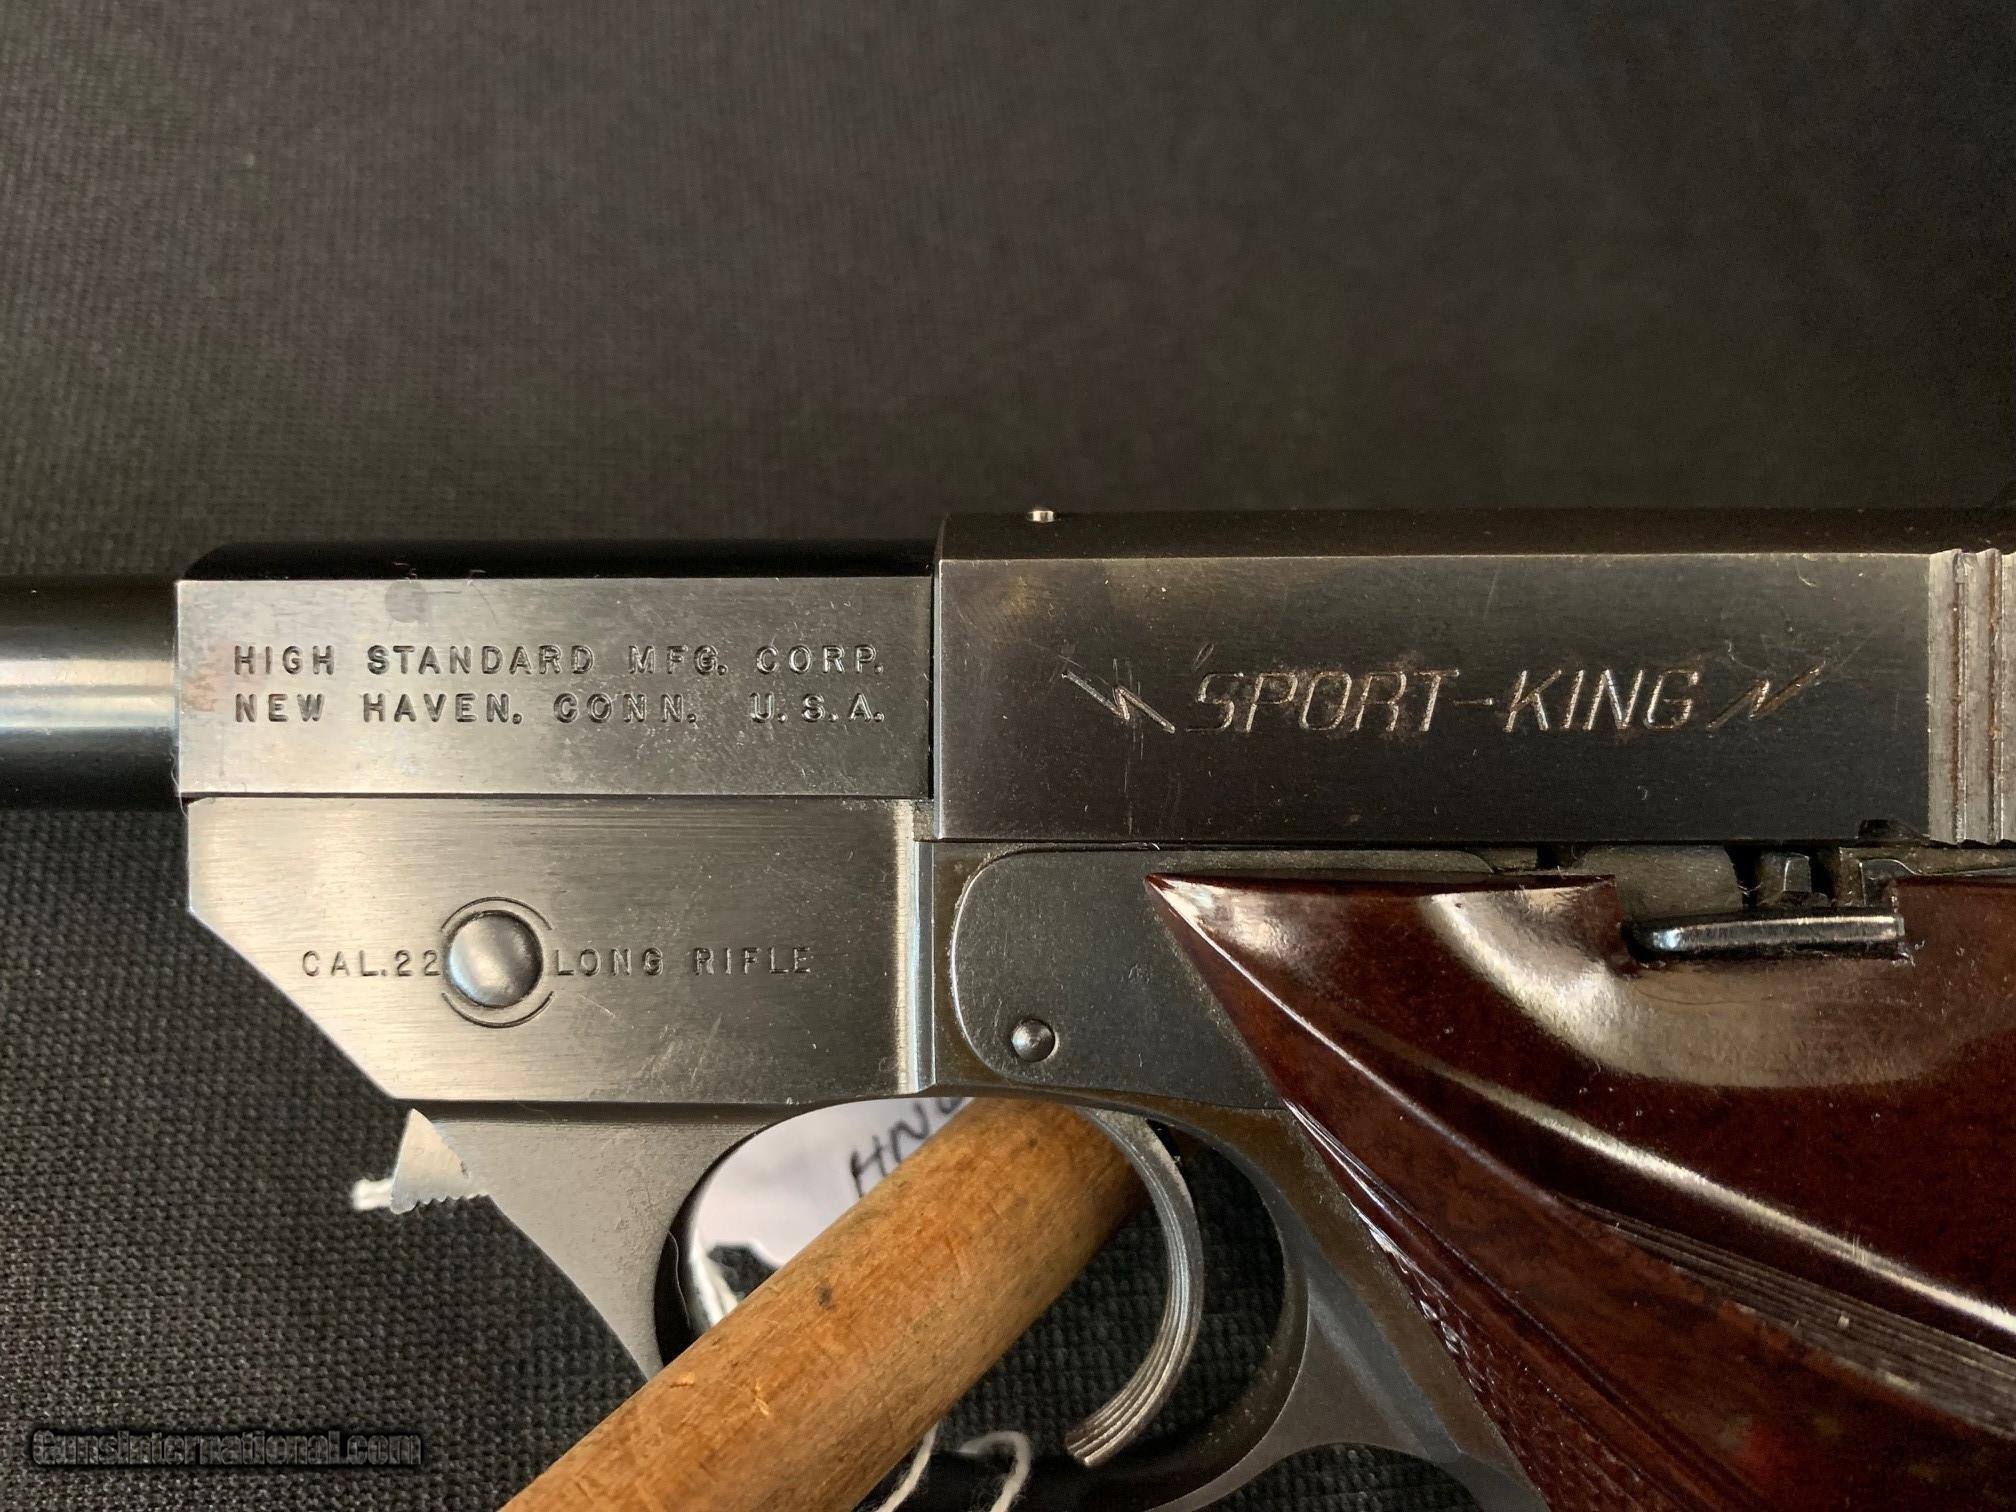 HIGH STANDARD MFG. CORP.
NEW HAVEN. CONN. U.S.A.
SPORT-KING
CAL.22 LONG RIFLE
GunsInternational.com